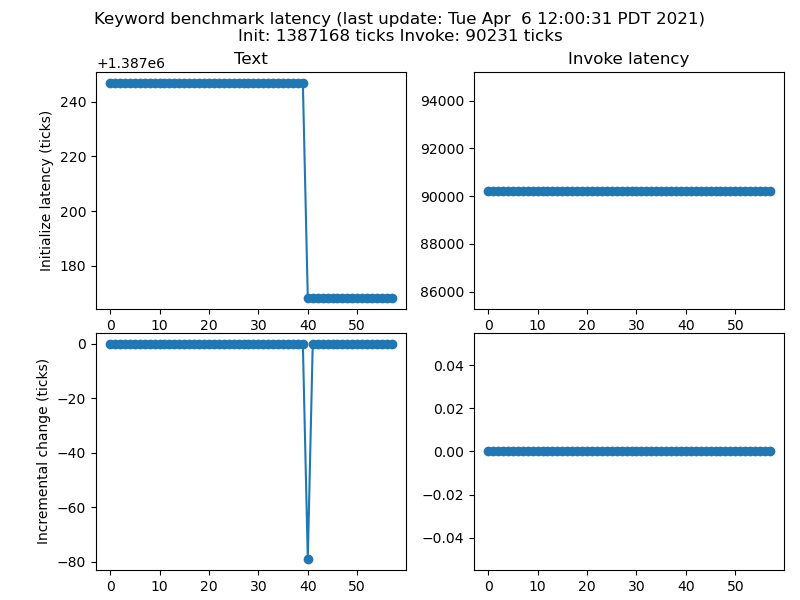 Keyword benchmark latency (last update: Tue Apr  6 12:00:31 PDT 2021)
Init: 1387168 ticks Invoke: 90231 ticks
Text
+1.387e6
Initialize latency (ticks)
240
220
200
180
0 10 20 30 40 50
Invoke latency
94000
92000
90000
88000
86000
0 10 20 30 40 50
Incremental change (ticks)
0
−20
−40
−60
−80
0 10 20 30 40 50
0.04
0.02
0.00
−0.02
−0.04
0 10 20 30 40 50